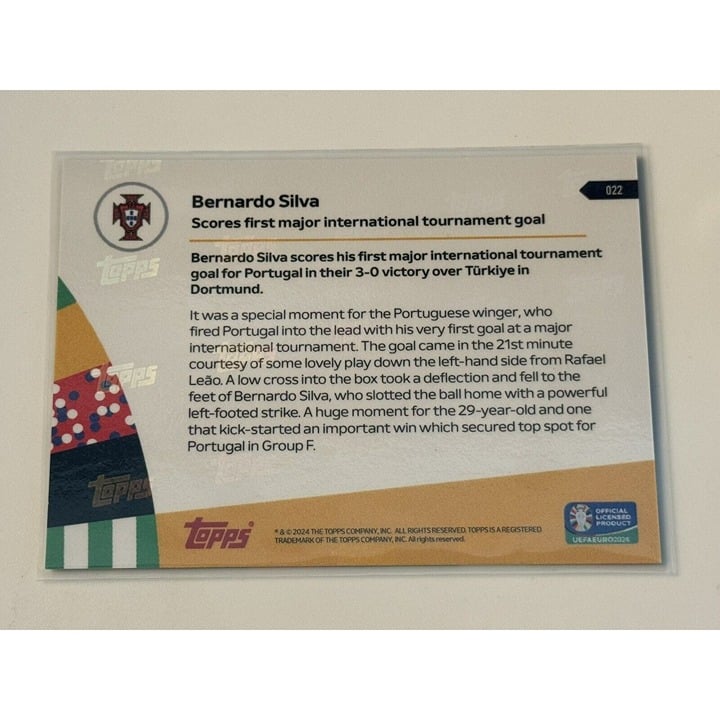 TOPPS
022
Bernardo Silva
Scores first major international tournament goal
TOPPS
Bernardo Silva scores his first major international tournament
goal for Portugal in their 3-0 victory over Türkiye in
Dortmund.
It was a special moment for the Portuguese winger, who
fired Portugal into the lead with his very first goal at a major
international tournament. The goal came in the 21st minute
courtesy of some lovely play down the left-hand side from Rafael
TOPPS
Leão. A low cross into the box took a deflection and fell to the
feet of Bernardo Silva, who slotted the ball home with a powerful
left-footed strike. A huge moment for the 29-year-old and one
that kick-started an important win which secured top spot for
Portugal in Group F.
TOPPS
TOPPS
® & © 2024 THE TOPPS COMPANY, INC. ALL RIGHTS RESERVED. TOPPS IS A REGISTERED
TRADEMARK OF THE TOPPS COMPANY, INC. All rights reserved.
OFFICIAL
LICENSED
PRODUCT
UEFA EURO2024